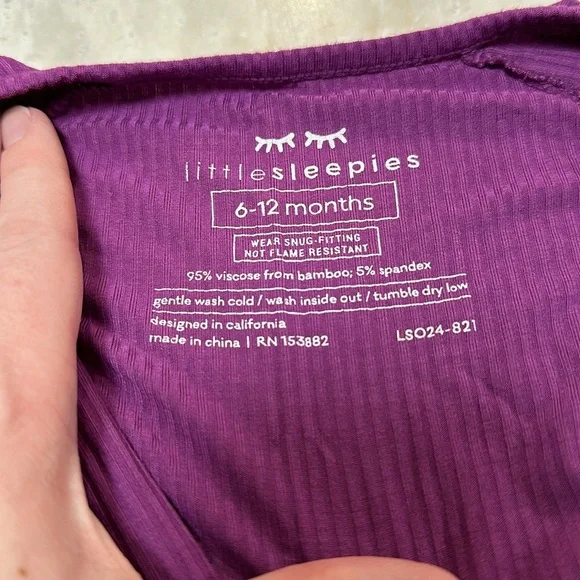 littlesleepies
6-12 months
WEAR SNUG-FITTING
NOT FLAME RESISTANT
95% viscose from bamboo; 5% spandex
gentle wash cold / wash inside out / tumble dry low
designed in california
made in china | RN 153882
LSO24-821